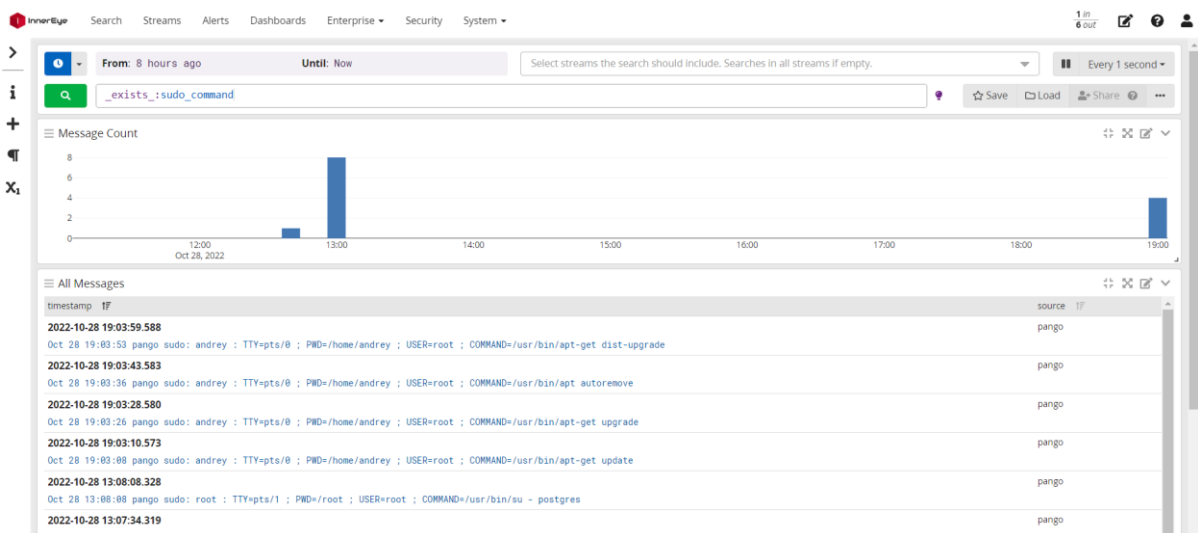 InnerEye Search Streams Alerts Dashboards Enterprise Security System 1 in
6 out
From: 8 hours ago Until: Now Select streams the search should include. Searches in all streams if empty. Every 1 second
_exists_:sudo_command Save Load Share ...
Message Count
8
6
4
2
0
12:00 13:00 14:00 15:00 16:00 17:00 18:00 19:00
Oct 28, 2022
All Messages
timestamp source
2022-10-28 19:03:59.588 pango
Oct 28 19:03:53 pango sudo: andrey : TTY=pts/0 ; PWD=/home/andrey ; USER=root ; COMMAND=/usr/bin/apt-get dist-upgrade
2022-10-28 19:03:43.583 pango
Oct 28 19:03:36 pango sudo: andrey : TTY=pts/0 ; PWD=/home/andrey ; USER=root ; COMMAND=/usr/bin/apt autoremove
2022-10-28 19:03:28.580 pango
Oct 28 19:03:26 pango sudo: andrey : TTY=pts/0 ; PWD=/home/andrey ; USER=root ; COMMAND=/usr/bin/apt-get upgrade
2022-10-28 19:03:10.573 pango
Oct 28 19:03:08 pango sudo: andrey : TTY=pts/0 ; PWD=/home/andrey ; USER=root ; COMMAND=/usr/bin/apt-get update
2022-10-28 13:08:08.328 pango
Oct 28 13:08:08 pango sudo: root : TTY=pts/1 ; PWD=/root ; USER=root ; COMMAND=/usr/bin/su - postgres
2022-10-28 13:07:34.319 pango